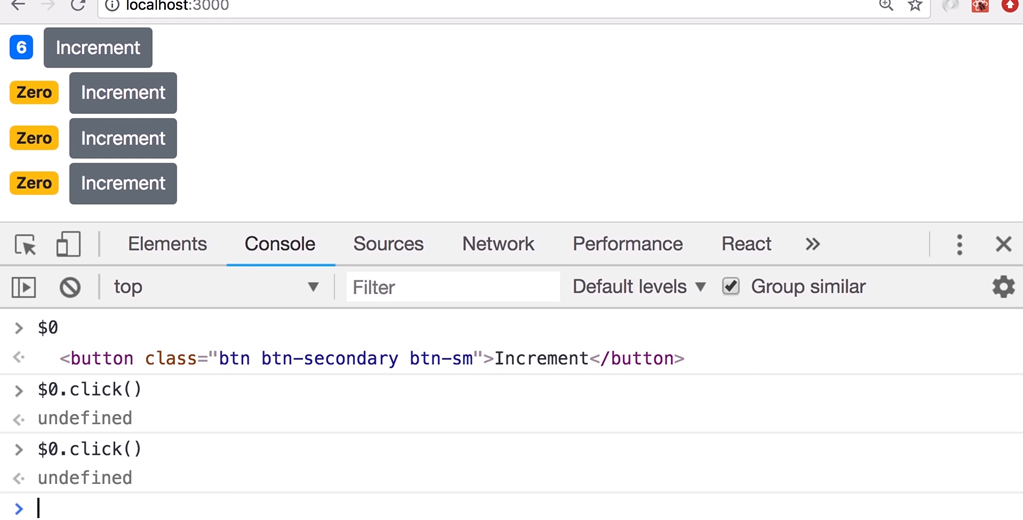 localhost:3000
6 Increment
Zero Increment
Zero Increment
Zero Increment
Elements Console Sources Network Performance React »
top ▼ Filter Default levels ▼ Group similar
> $0
<button class="btn btn-secondary btn-sm">Increment</button>
> $0.click()
undefined
> $0.click()
undefined
>